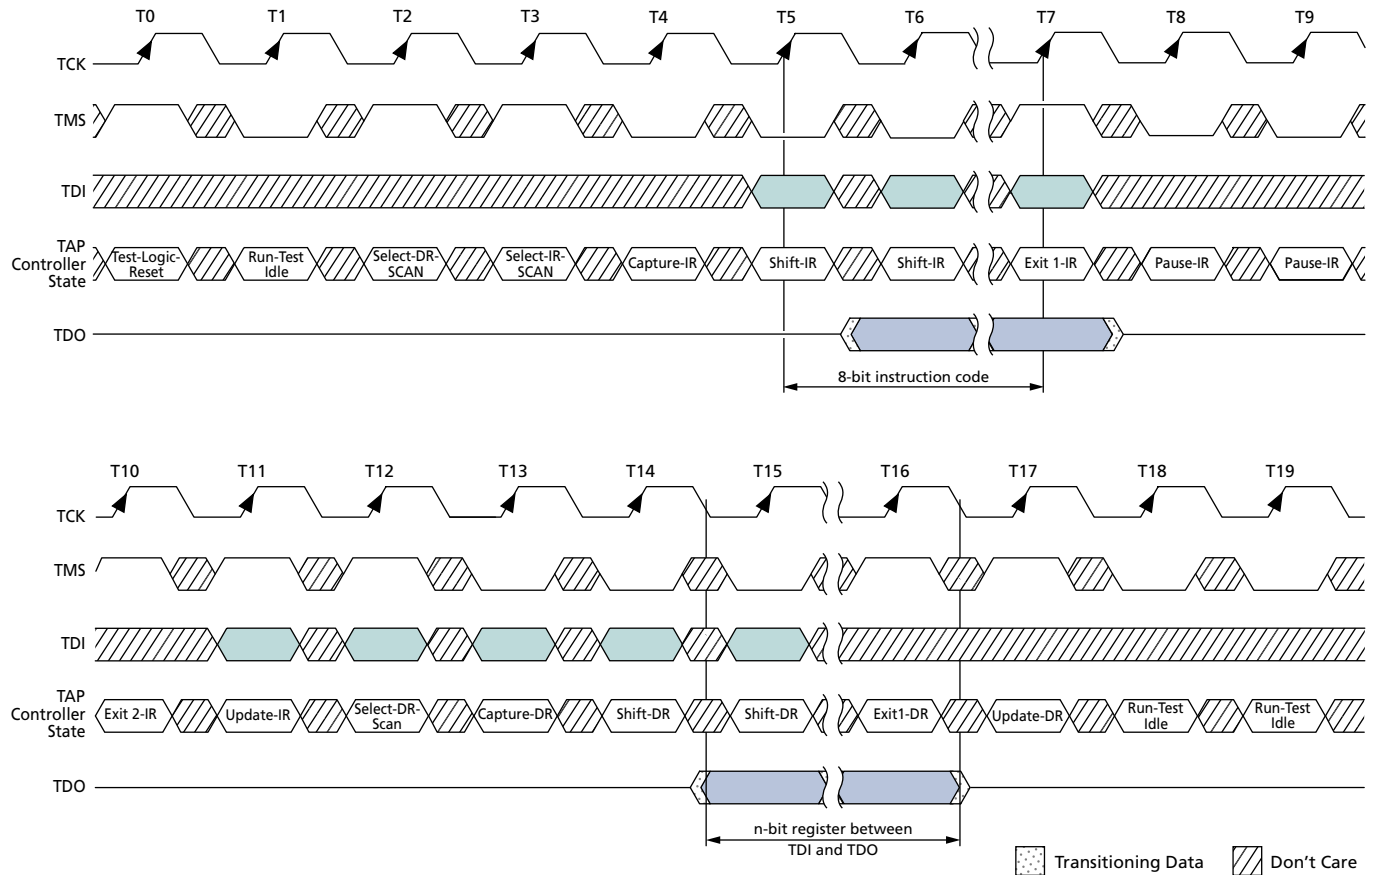 T0 T1 T2 T3 T4 T5 T6 T7 T8 T9
TCK
TMS
TDI
TAP
Controller
State
Test-Logic-
Reset
Run-Test
Idle
Select-DR-
SCAN
Select-IR-
SCAN
Capture-IR
Shift-IR
Shift-IR
Exit 1-IR
Pause-IR
Pause-IR
TDO
8-bit instruction code
T10 T11 T12 T13 T14 T15 T16 T17 T18 T19
TCK
TMS
TDI
TAP
Controller
State
Exit 2-IR
Update-IR
Select-DR-
Scan
Capture-DR
Shift-DR
Shift-DR
Exit1-DR
Update-DR
Run-Test
Idle
Run-Test
Idle
TDO
n-bit register between
TDI and TDO
Transitioning Data
Don't Care